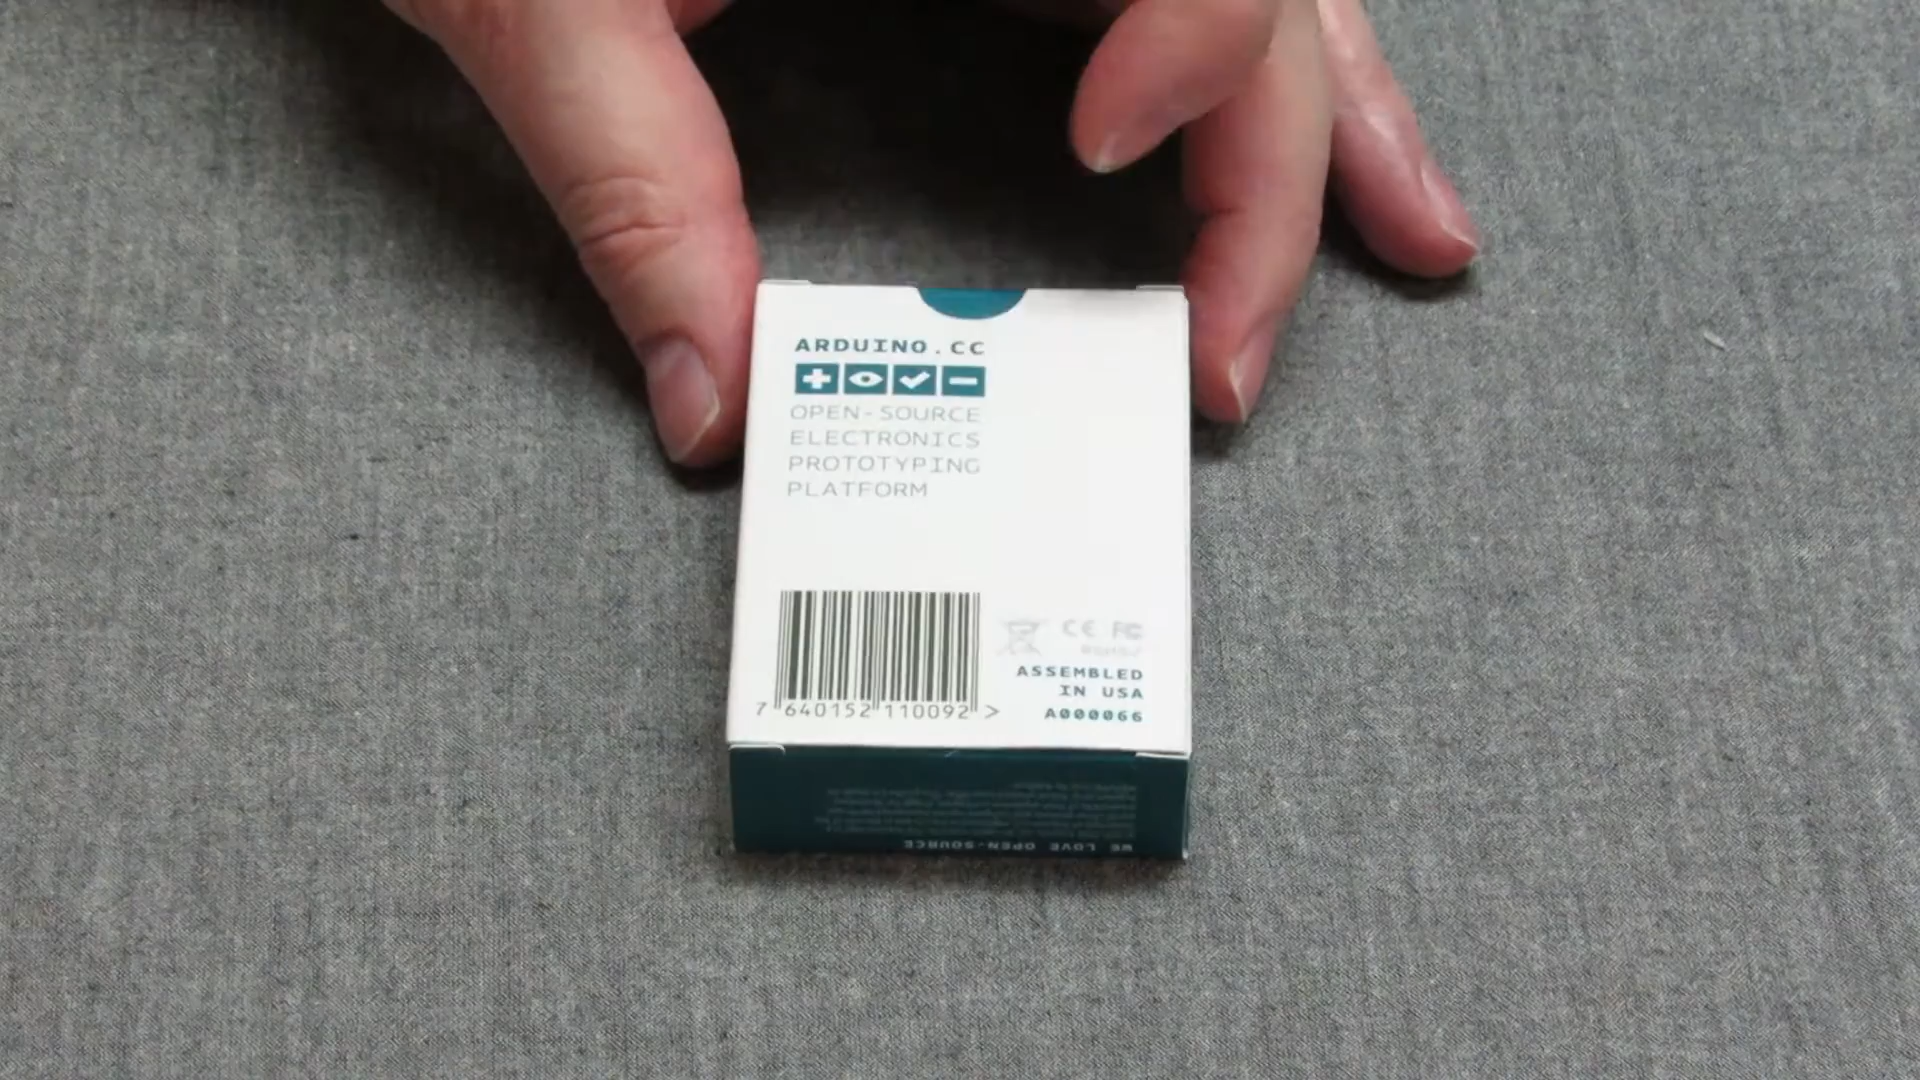 ARDUINO.CC
OPEN-SOURCE
ELECTRONICS
PROTOTYPING
PLATFORM
CE FC
ASSEMBLED
IN USA
7 640152 110092 >
A000066
WE LOVE OPEN-SOURCE